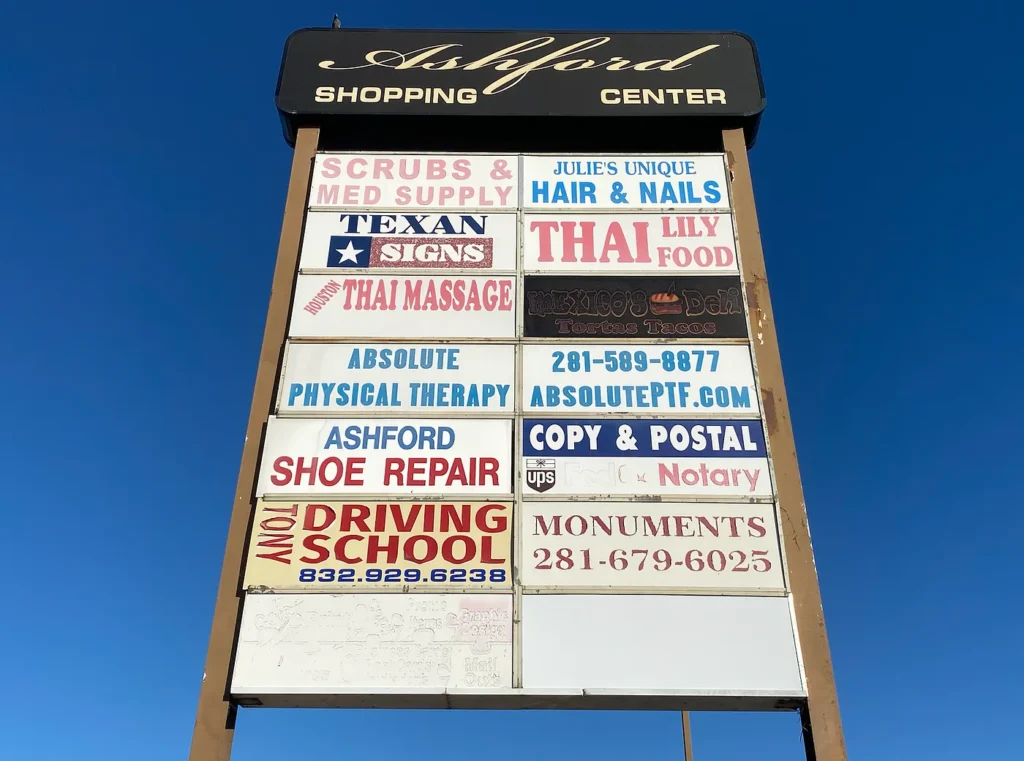 Ashford
SHOPPING CENTER
SCRUBS &
MED SUPPLY
JULIE'S UNIQUE
HAIR & NAILS
TEXAN
SIGNS
THAI LILY
FOOD
HOUSTON THAI MASSAGE
MEXICO'S Deli
Tortas Tacos
ABSOLUTE
PHYSICAL THERAPY
281-589-8877
ABSOLUTEPTF.COM
ASHFORD
SHOE REPAIR
COPY & POSTAL
ups FedEx Notary
TONY DRIVING
SCHOOL
832.929.6238
MONUMENTS
281-679-6025